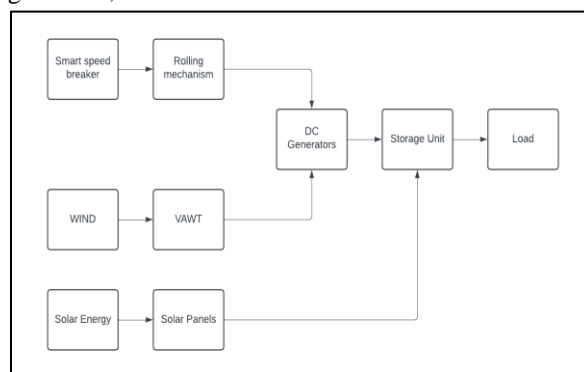 Smart speed
breaker
Rolling
mechanism
DC
Generators
Storage Unit
Load
WIND
VAWT
Solar Energy
Solar Panels